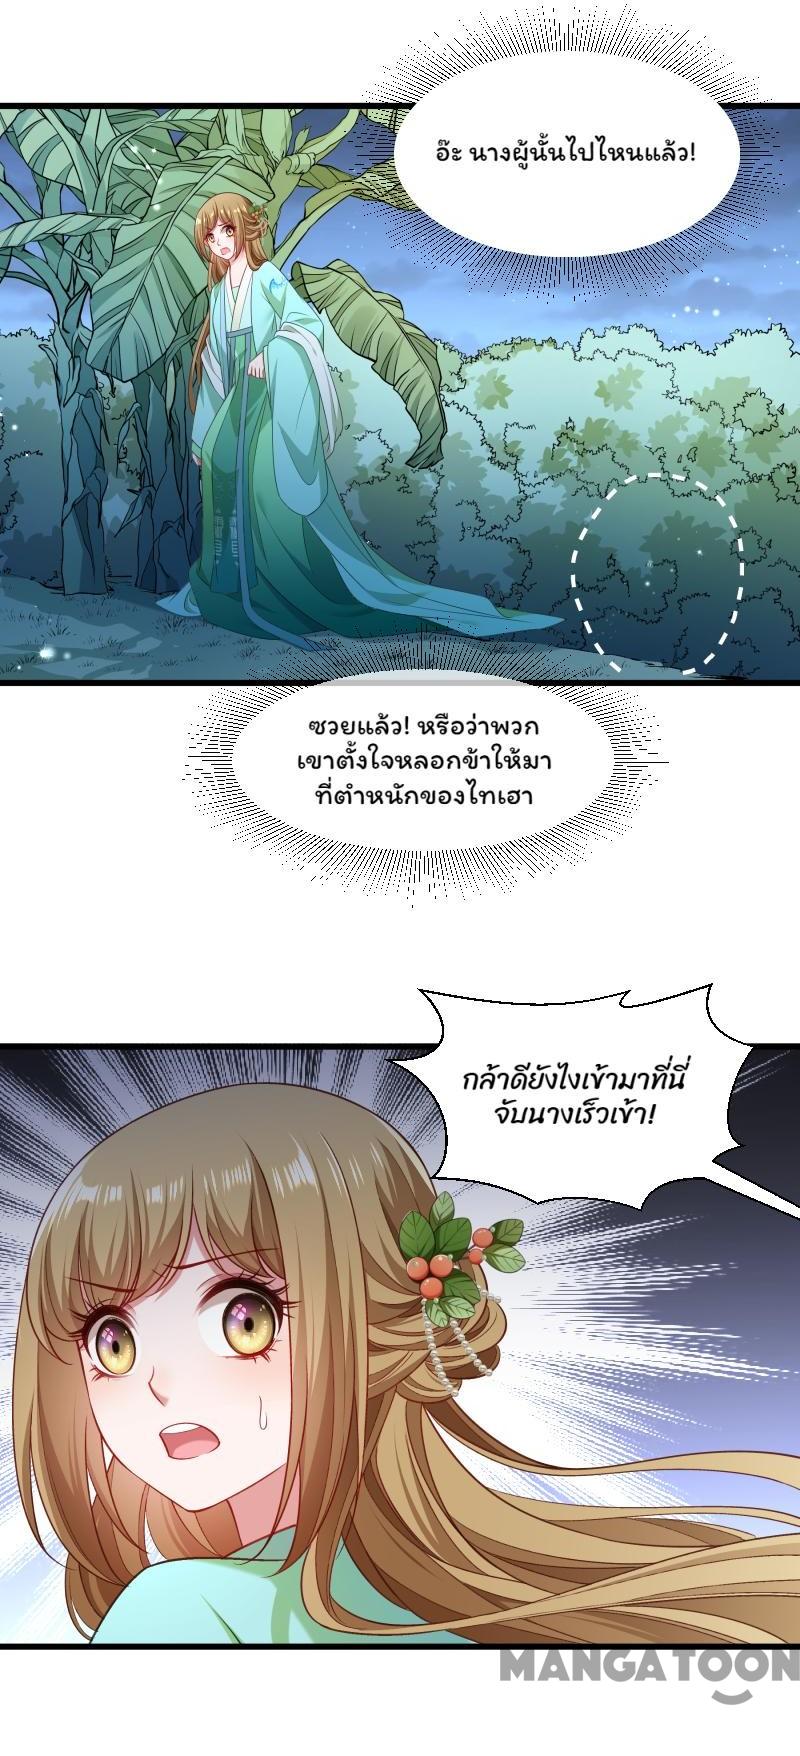 อ๊ะ นางผู้นั้นไปไหนแล้ว!
ซวยแล้ว! หรือว่าพวก
เขาตั้งใจหลอกข้าให้มา
ที่ตำหนักของไทเฮา
กล้าดียังไงเข้ามาที่นี่
จับนางเร็วเข้า!
MANGATOON